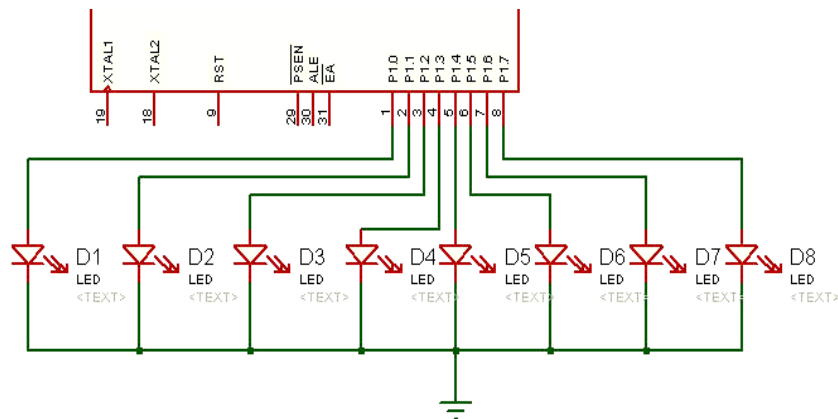 XTAL1 XTAL2 RST PSEN ALE EA P1.0 P1.1 P1.2 P1.3 P1.4 P1.5 P1.6 P1.7
19 18 9 29 30 31 1 2 3 4 5 6 7 8
D1 D2 D3 D4 D5 D6 D7 D8
LED LED LED LED LED LED LED LED
<TEXT> <TEXT> <TEXT> <TEXT> <TEXT> <TEXT> <TEXT> <TEXT>